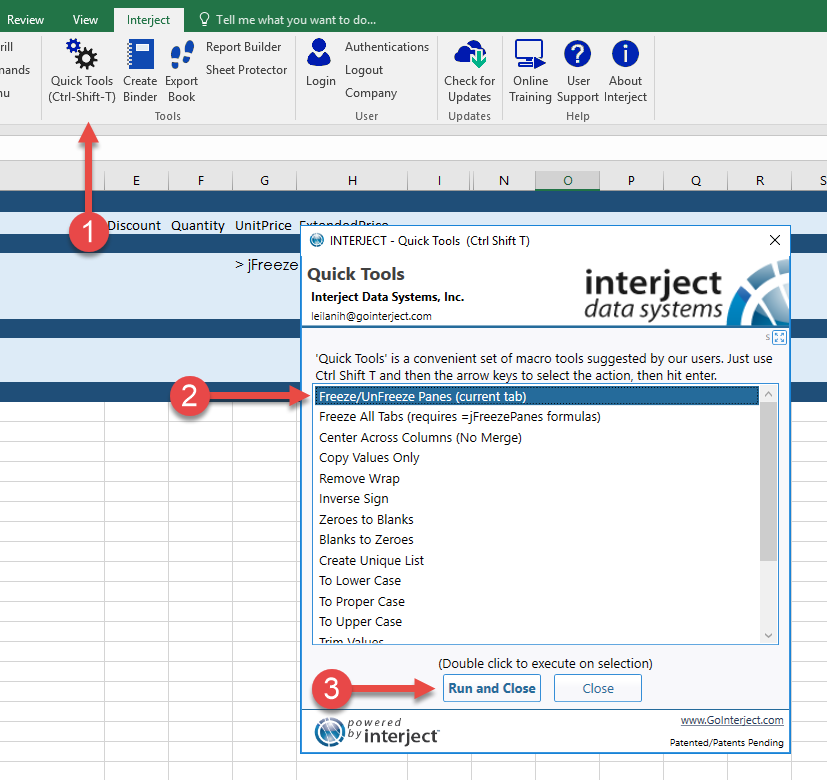 Review View Interject Tell me what you want to do...
rill Quick Tools Create Export Report Builder Login Authentications Check for Online User About
nands (Ctrl-Shift-T) Binder Book Sheet Protector Logout Updates Training Support Interject
nu Company
Tools User Updates Help
E F G H I N O P Q R S
1 Discount Quantity UnitPrice ExtendedPrice
> jFreeze
INTERJECT - Quick Tools (Ctrl Shift T)
Quick Tools
Interject Data Systems, Inc.
leilanih@gointerject.com
interject
data systems
s
'Quick Tools' is a convenient set of macro tools suggested by our users. Just use
Ctrl Shift T and then the arrow keys to select the action, then hit enter.
2
Freeze/UnFreeze Panes (current tab)
Freeze All Tabs (requires =jFreezePanes formulas)
Center Across Columns (No Merge)
Copy Values Only
Remove Wrap
Inverse Sign
Zeroes to Blanks
Blanks to Zeroes
Create Unique List
To Lower Case
To Proper Case
To Upper Case
Trim Values
(Double click to execute on selection)
3 Run and Close Close
powered
by interject
www.GoInterject.com
Patented/Patents Pending